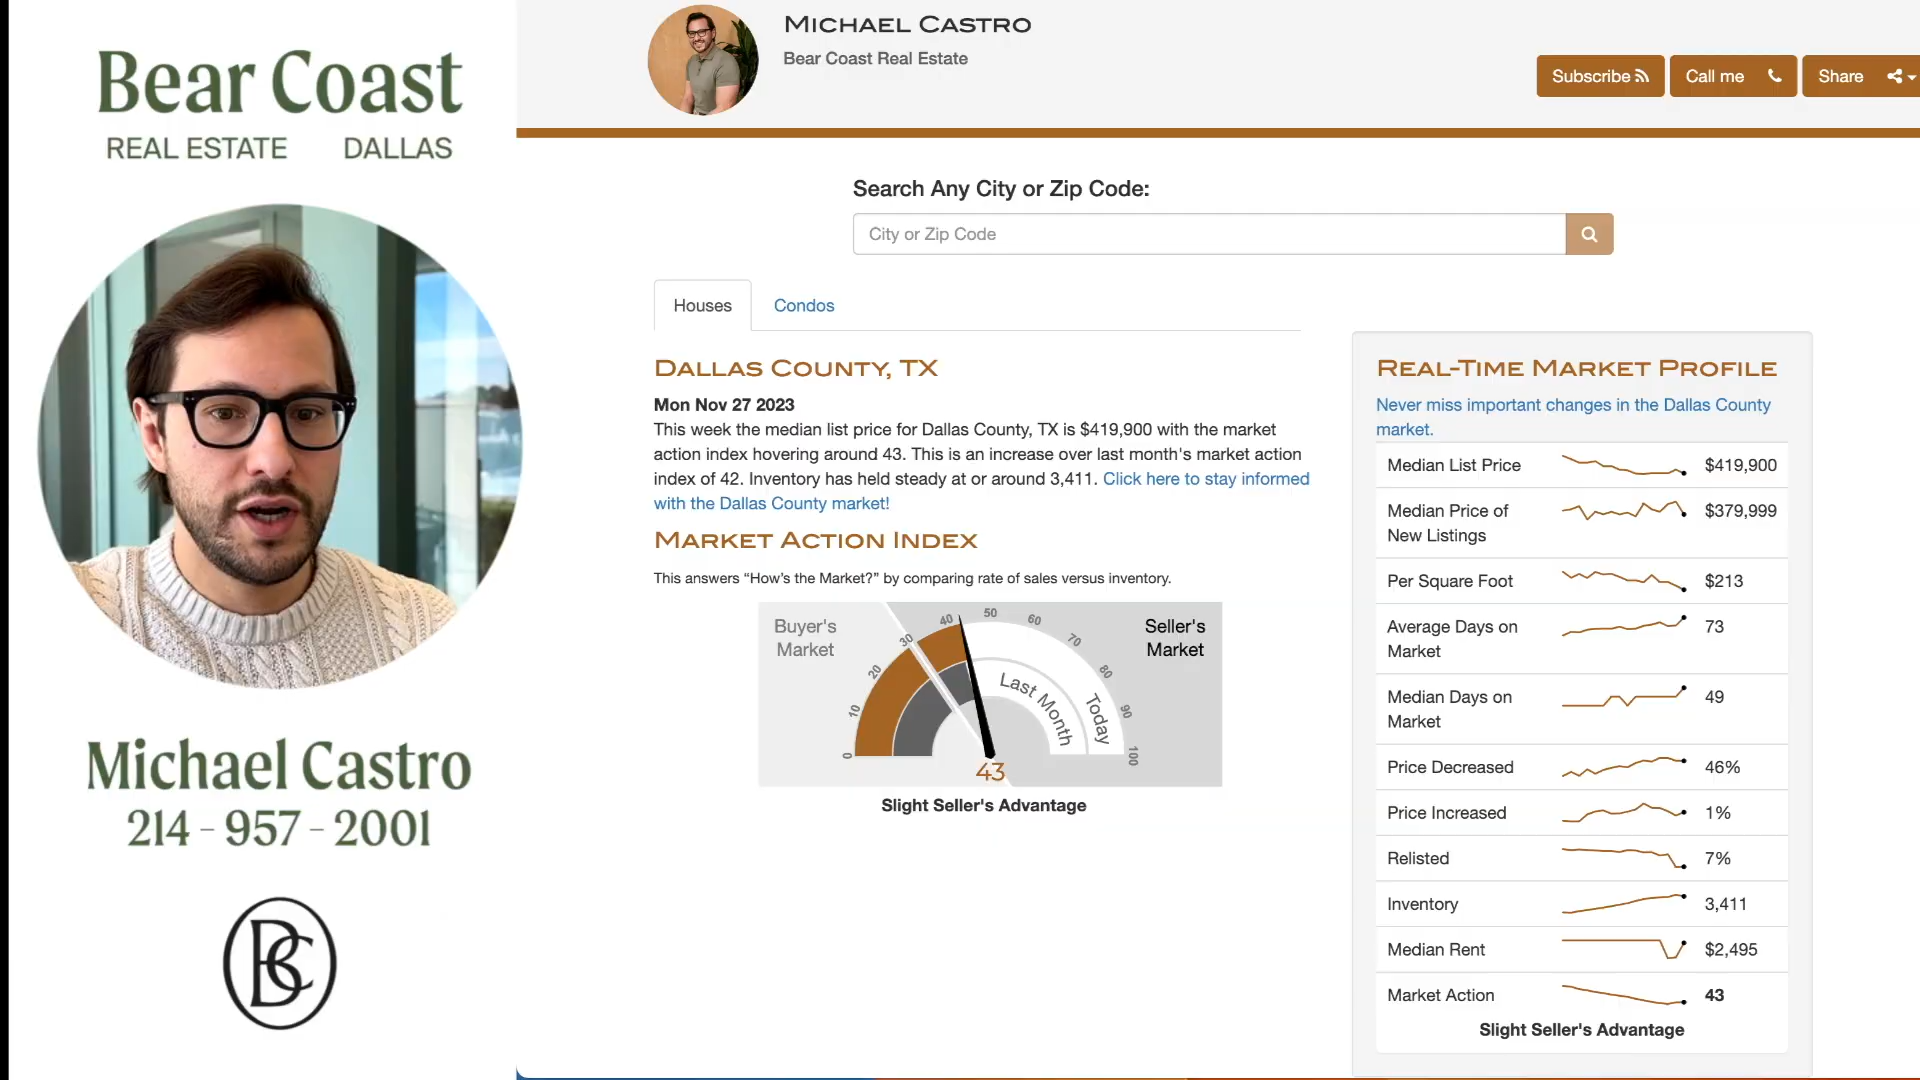 Bear Coast
REAL ESTATE DALLAS
Michael Castro
214 - 957 - 2001
BC
MICHAEL CASTRO
Bear Coast Real Estate
Subscribe
Call me
Share
Search Any City or Zip Code:
City or Zip Code
Houses
Condos
DALLAS COUNTY, TX
Mon Nov 27 2023
This week the median list price for Dallas County, TX is $419,900 with the market
action index hovering around 43. This is an increase over last month's market action
index of 42. Inventory has held steady at or around 3,411. Click here to stay informed
with the Dallas County market!
MARKET ACTION INDEX
This answers “How’s the Market?” by comparing rate of sales versus inventory.
Buyer's
Market
Seller's
Market
0
10
20
30
40
50
60
70
80
90
100
Last Month
Today
43
Slight Seller's Advantage
REAL-TIME MARKET PROFILE
Never miss important changes in the Dallas County
market.
Median List Price $419,900
Median Price of
New Listings $379,999
Per Square Foot $213
Average Days on
Market 73
Median Days on
Market 49
Price Decreased 46%
Price Increased 1%
Relisted 7%
Inventory 3,411
Median Rent $2,495
Market Action 43
Slight Seller's Advantage